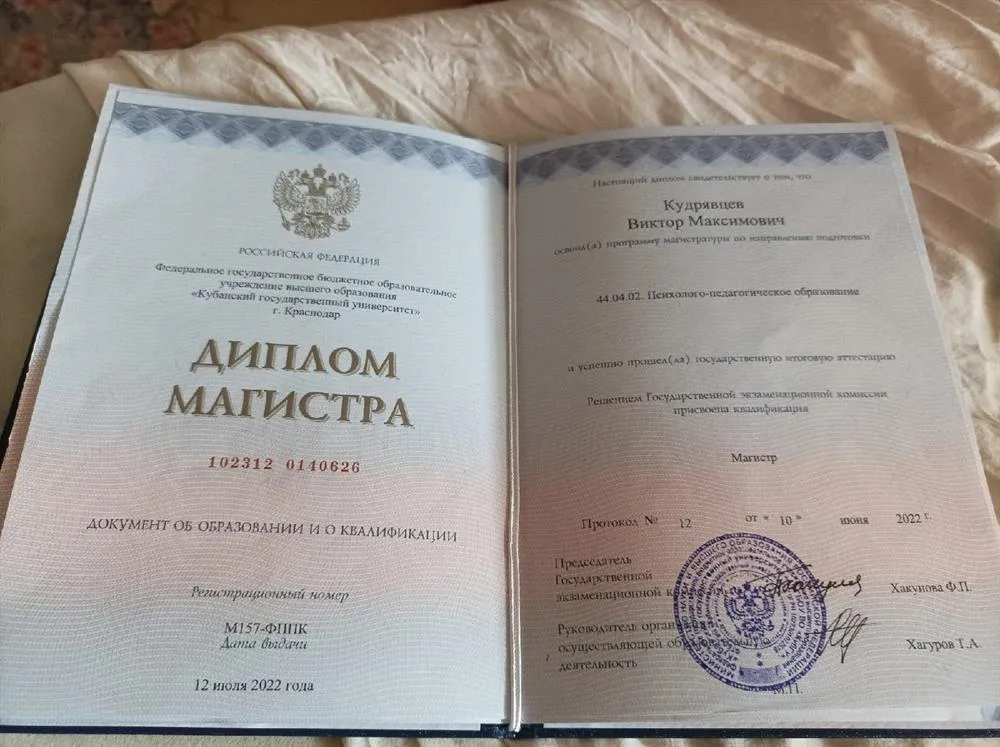 РОССИЙСКАЯ ФЕДЕРАЦИЯ
Федеральное государственное бюджетное образовательное
учреждение высшего образования
«Кубанский государственный университет»
г. Краснодар
ДИПЛОМ
МАГИСТРА
102312 0140626
ДОКУМЕНТ ОБ ОБРАЗОВАНИИ И О КВАЛИФИКАЦИИ
Регистрационный номер
М157-ФППК
Дата выдачи
12 июля 2022 года
Настоящий диплом свидетельствует о том, что
Кудрявцев
Виктор Максимович
освоил(а) программу магистратуры по направлению подготовки
44.04.02. Психолого-педагогическое образование
и успешно прошел(ла) государственную итоговую аттестацию
Решением Государственной экзаменационной комиссии
присвоена квалификация
Магистр
Протокол № 12 от " 10 " июня 2022 г.
Председатель
Государственной
экзаменационной
Хакунова Ф.П.
Руководитель
осуществляющей
деятельность
Хагуров Т.А.
М.П.